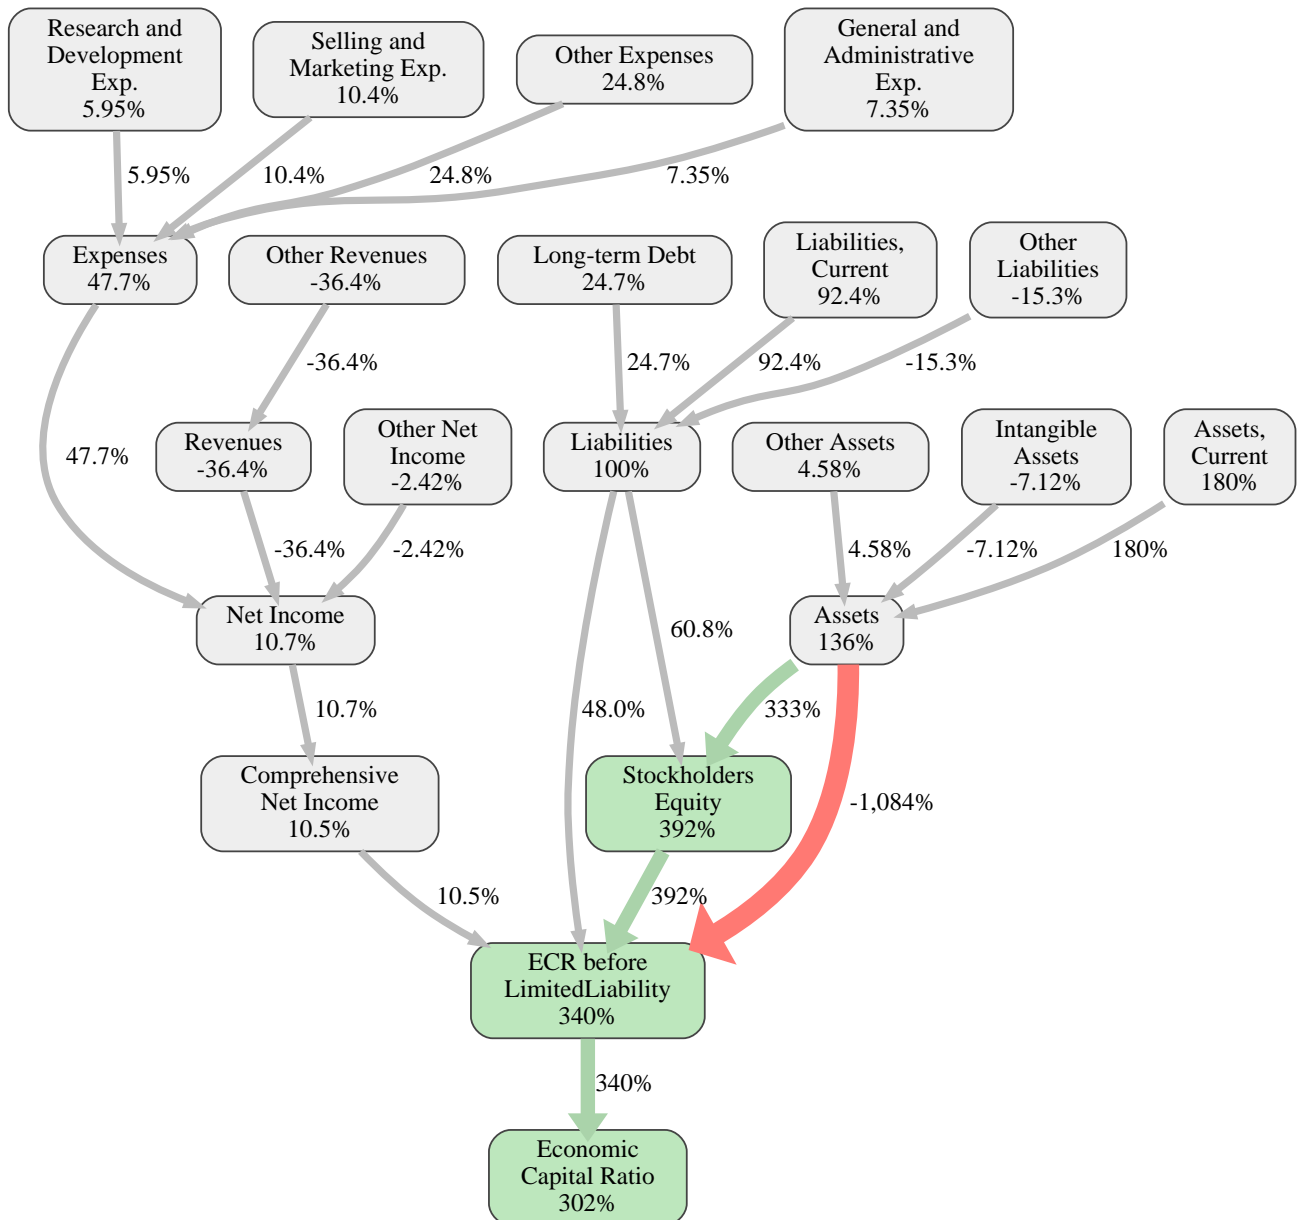 Research and
Development
Exp.
5.95%
Selling and
Marketing Exp.
10.4%
Other Expenses
24.8%
General and
Administrative
Exp.
7.35%
5.95%
10.4%
24.8%
7.35%
Expenses
47.7%
Other Revenues
-36.4%
Long-term Debt
24.7%
Liabilities,
Current
92.4%
Other
Liabilities
-15.3%
-36.4%
24.7%
92.4%
-15.3%
47.7%
Revenues
-36.4%
Other Net
Income
-2.42%
Liabilities
100%
Other Assets
4.58%
Intangible
Assets
-7.12%
Assets,
Current
180%
-36.4%
-2.42%
4.58%
-7.12%
180%
Net Income
10.7%
60.8%
Assets
136%
10.7%
48.0%
333%
Comprehensive
Net Income
10.5%
Stockholders
Equity
392%
-1,084%
10.5%
392%
ECR before
LimitedLiability
340%
340%
Economic
Capital Ratio
302%